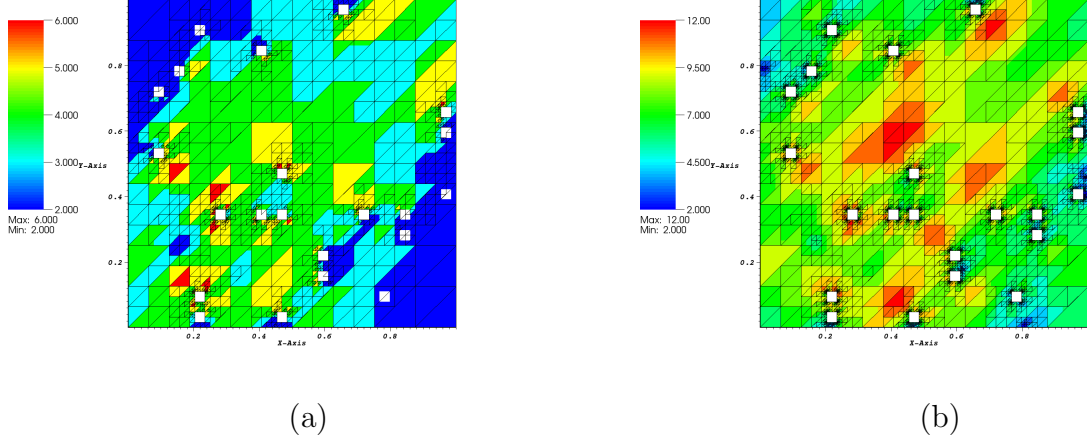 6.000
5.000
4.000
3.000
2.000
Max: 6.000
Min: 2.000
Y-Axis
0.8
0.6
0.4
0.2
0.2 0.4 0.6 0.8
X-Axis
(a)
12.00
9.500
7.000
4.500
2.000
Max: 12.00
Min: 2.000
Y-Axis
0.8
0.6
0.4
0.2
0.2 0.4 0.6 0.8
X-Axis
(b)